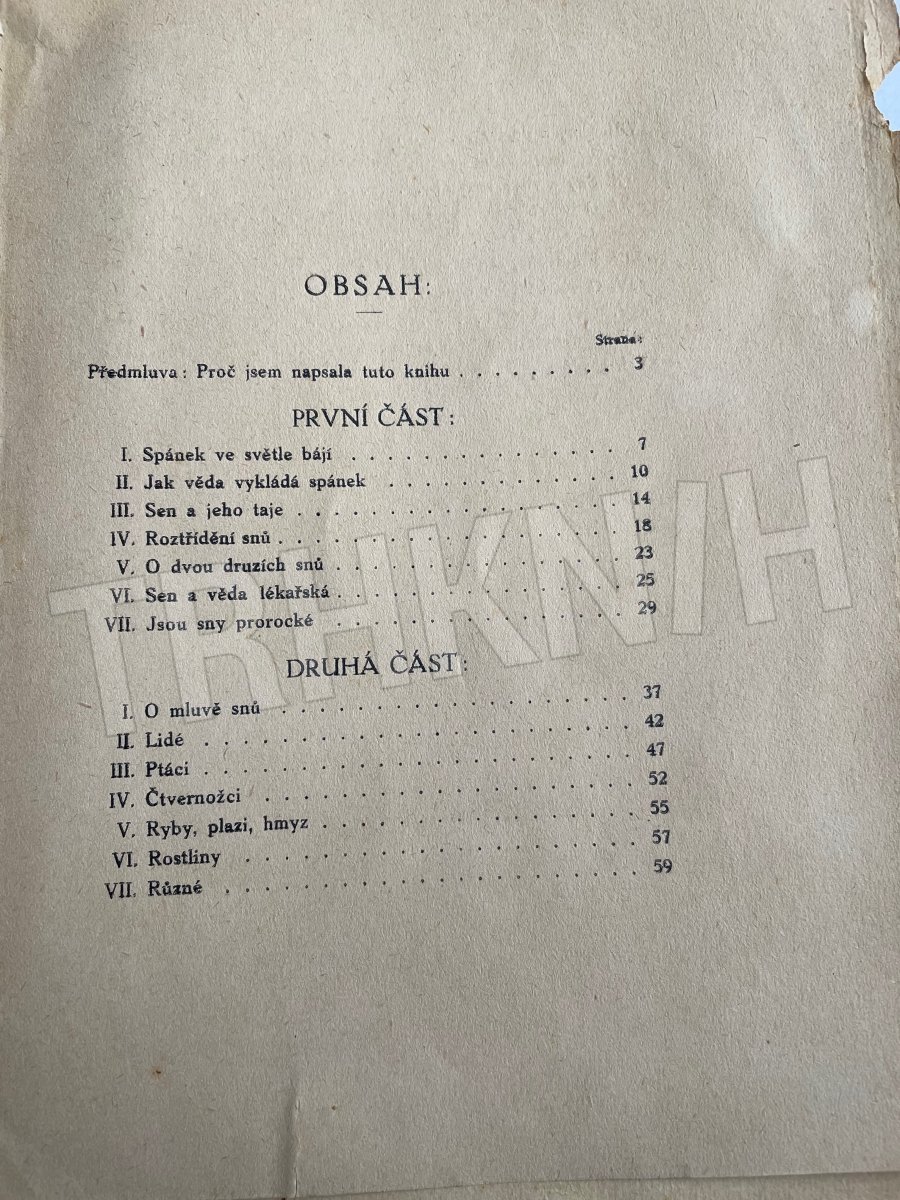 OBSAH:
Strana:
Předmluva: Proč jsem napsala tuto knihu . . . . . . . . . 3
PRVNÍ ČÁST:
I. Spánek ve světle bájí . . . . . . . . . . . . . . . 7
II. Jak věda vykládá spánek . . . . . . . . . . . . . 10
III. Sen a jeho taje . . . . . . . . . . . . . . . . . 14
IV. Roztřídění snů . . . . . . . . . . . . . . . . . . 18
V. O dvou druzích snů . . . . . . . . . . . . . . . . 23
VI. Sen a věda lékařská . . . . . . . . . . . . . . . . 25
VII. Jsou sny prorocké . . . . . . . . . . . . . . . . 29
DRUHÁ ČÁST:
I. O mluvě snů . . . . . . . . . . . . . . . . . . . 37
II. Lidé . . . . . . . . . . . . . . . . . . . . . . . 42
III. Ptáci . . . . . . . . . . . . . . . . . . . . . . 47
IV. Čtvernožci . . . . . . . . . . . . . . . . . . . . 52
V. Ryby, plazi, hmyz . . . . . . . . . . . . . . . . . 55
VI. Rostliny . . . . . . . . . . . . . . . . . . . . . 57
VII. Různé . . . . . . . . . . . . . . . . . . . . . . 59
TRHKNIH